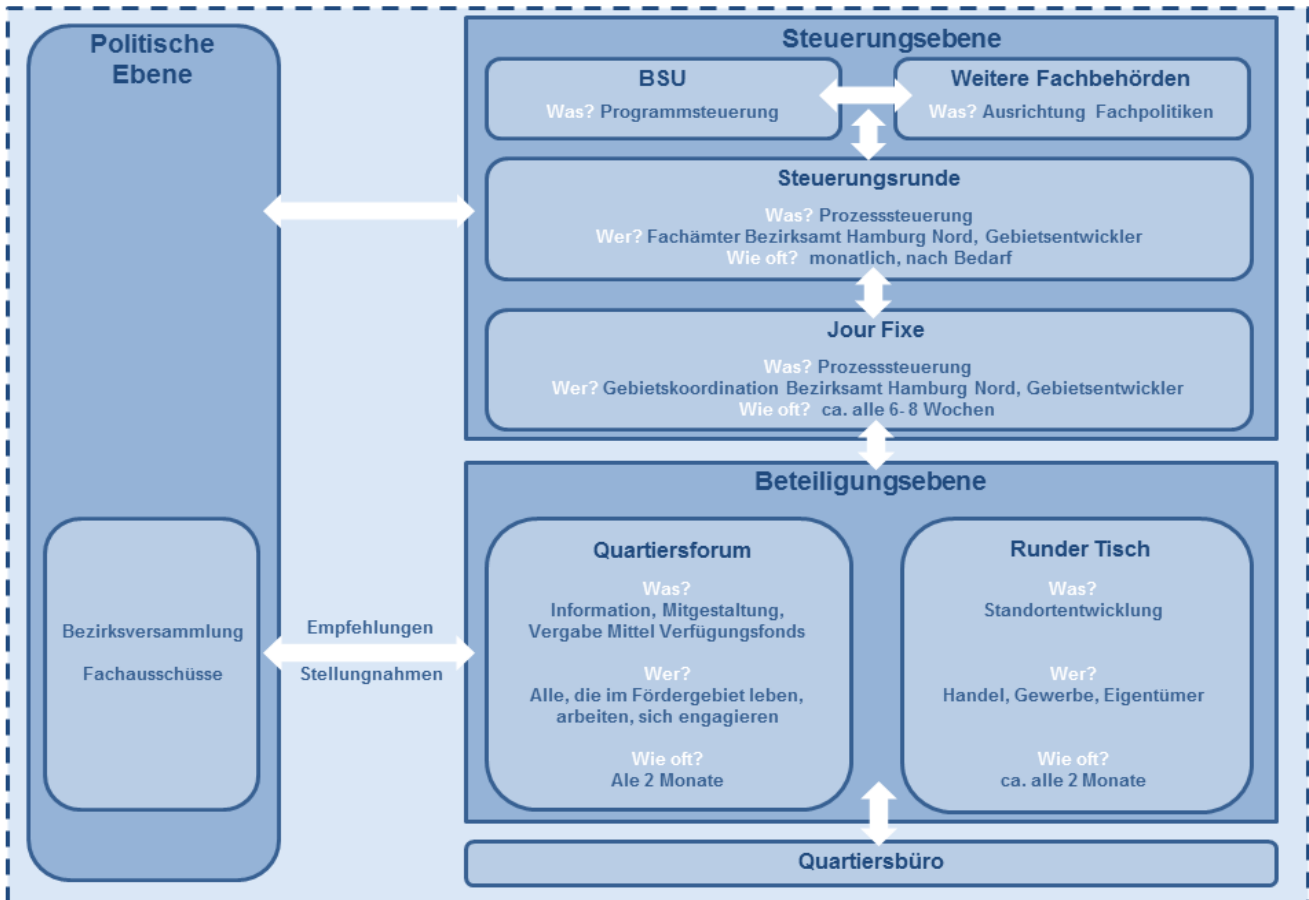 Politische
Ebene
Bezirksversammlung
Fachausschüsse
Empfehlungen
Stellungnahmen
Steuerungsebene
BSU
Was? Programmsteuerung
Weitere Fachbehörden
Was? Ausrichtung Fachpolitiken
Steuerungsrunde
Was? Prozesssteuerung
Wer? Fachämter Bezirksamt Hamburg Nord, Gebietsentwickler
Wie oft? monatlich, nach Bedarf
Jour Fixe
Was? Prozesssteuerung
Wer? Gebietskoordination Bezirksamt Hamburg Nord, Gebietsentwickler
Wie oft? ca. alle 6- 8 Wochen
Beteiligungsebene
Quartiersforum
Was?
Information, Mitgestaltung,
Vergabe Mittel Verfügungsfonds
Wer?
Alle, die im Fördergebiet leben,
arbeiten, sich engagieren
Wie oft?
Ale 2 Monate
Runder Tisch
Was?
Standortentwicklung
Wer?
Handel, Gewerbe, Eigentümer
Wie oft?
ca. alle 2 Monate
Quartiersbüro